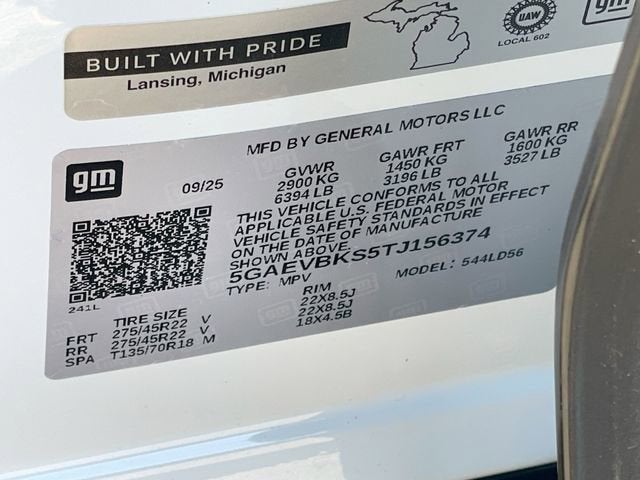 BUILT WITH PRIDE
Lansing, Michigan
UAW
LOCAL 602
gm
gm
MFD BY GENERAL MOTORS LLC
09/25
GVWR GAWR FRT GAWR RR
2900 KG 1450 KG 1600 KG
6394 LB 3196 LB 3527 LB
THIS VEHICLE CONFORMS TO ALL
APPLICABLE U.S. FEDERAL MOTOR
VEHICLE SAFETY STANDARDS IN EFFECT
ON THE DATE OF MANUFACTURE
SHOWN ABOVE.
5GAEVBKS5TJ156374
TYPE: MPV MODEL: 544LD56
241L
TIRE SIZE RIM
FRT 275/45R22 V 22X8.5J
RR 275/45R22 V 22X8.5J
SPA T135/70R18 M 18X4.5B